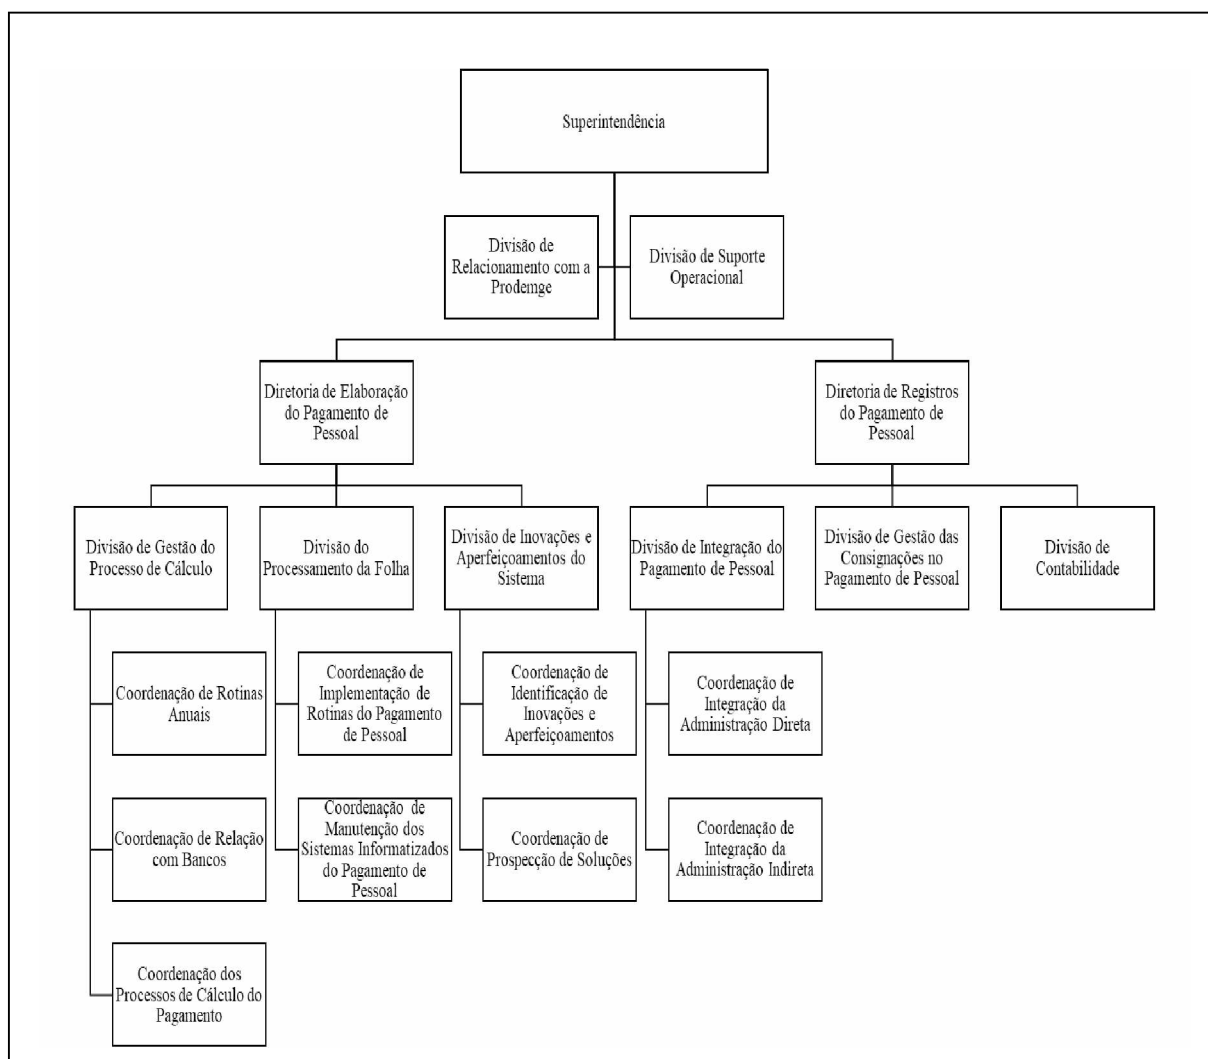 Superintendência
Divisão de
Relacionamento com a
Prodemge
Divisão de Suporte
Operacional
Diretoria de Elaboração
do Pagamento de
Pessoal
Diretoria de Registros
do Pagamento de
Pessoal
Divisão de Gestão do
Processo de Cálculo
Divisão do
Processamento da Folha
Divisão de Inovações e
Aperfeiçoamentos do
Sistema
Divisão de Integração do
Pagamento de Pessoal
Divisão de Gestão das
Consignações no
Pagamento de Pessoal
Divisão de
Contabilidade
Coordenação de Rotinas
Anuais
Coordenação de
Implementação de
Rotinas do Pagamento
de Pessoal
Coordenação de
Identificação de
Inovações e
Aperfeiçoamentos
Coordenação de
Integração da
Administração Direta
Coordenação de Relação
com Bancos
Coordenação de
Manutenção dos
Sistemas Informatizados
do Pagamento de
Pessoal
Coordenação de
Prospecção de Soluções
Coordenação de
Integração da
Administração Indireta
Coordenação dos
Processos de Cálculo do
Pagamento